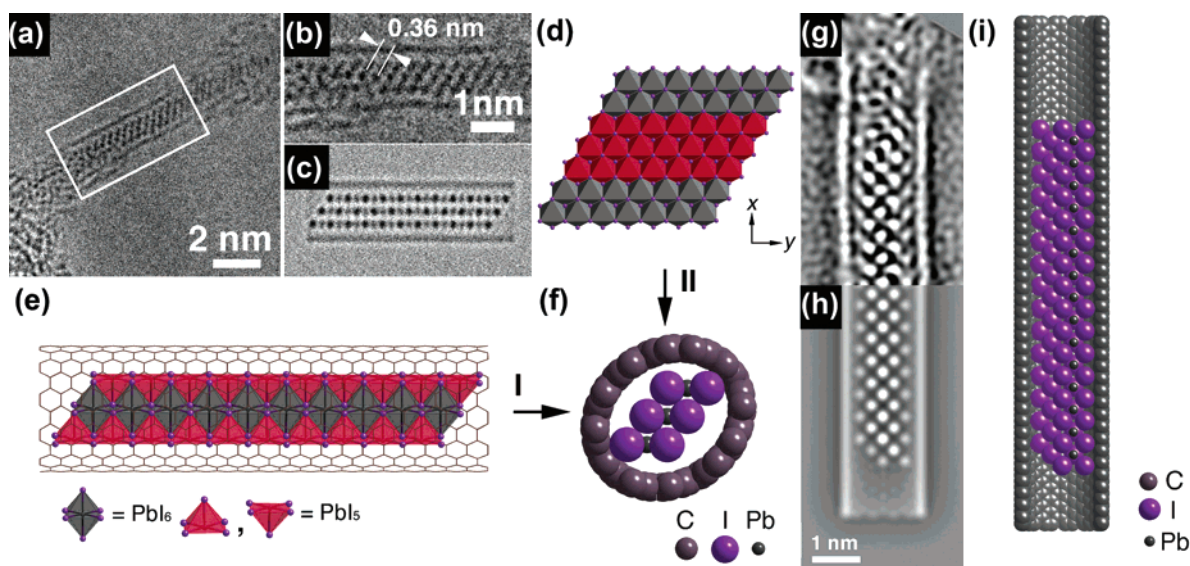 (a)
2 nm
(b)
0.36 nm
1nm
(c)
(d)
x
y
(e)
= PbI₆
, = PbI₅
I
II
(f)
C I Pb
(g)
(h)
1 nm
(i)
C
I
Pb